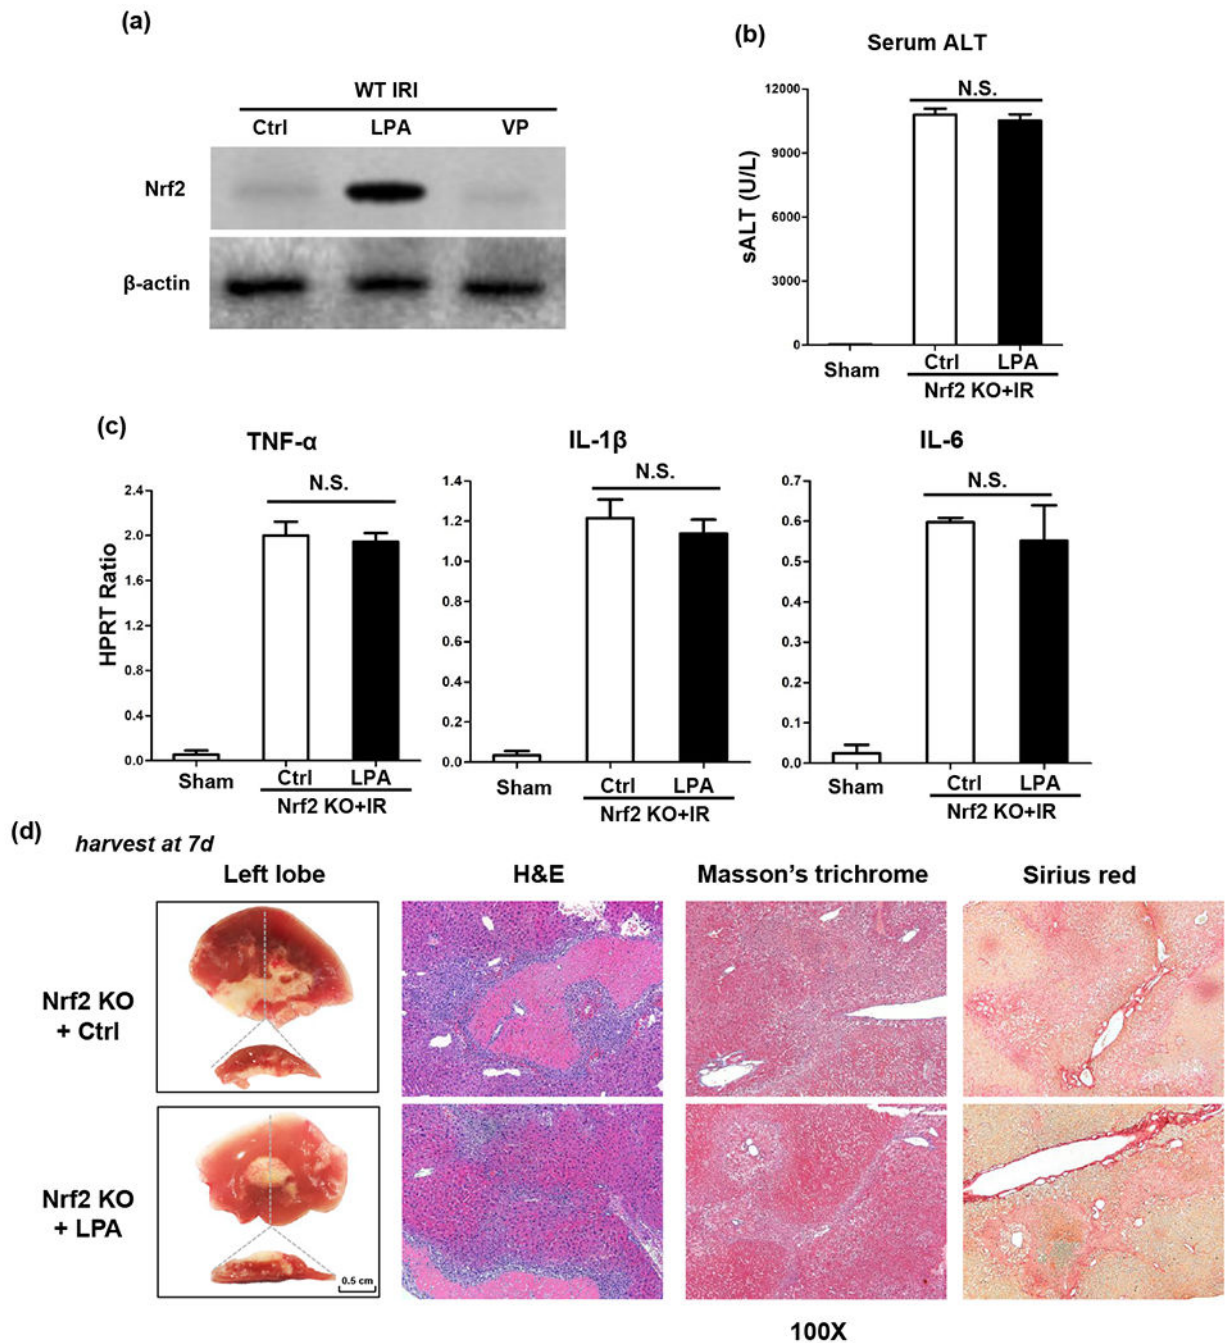 (a)
WT IRI
Ctrl LPA VP
Nrf2
β-actin
(b)
Serum ALT
N.S.
12000
9000
6000
3000
0
sALT (U/L)
Sham
Ctrl LPA
Nrf2 KO+IR
(c)
TNF-α
N.S.
2.4
2.0
1.6
1.2
0.8
0.4
0.0
HPRT Ratio
Sham
Ctrl LPA
Nrf2 KO+IR
IL-1β
N.S.
1.4
1.2
1.0
0.8
0.6
0.4
0.2
0.0
Sham
Ctrl LPA
Nrf2 KO+IR
IL-6
N.S.
0.7
0.6
0.5
0.4
0.3
0.2
0.1
0.0
Sham
Ctrl LPA
Nrf2 KO+IR
(d)
harvest at 7d
Left lobe H&E Masson's trichrome Sirius red
Nrf2 KO
+ Ctrl
Nrf2 KO
+ LPA
0.5 cm
100X